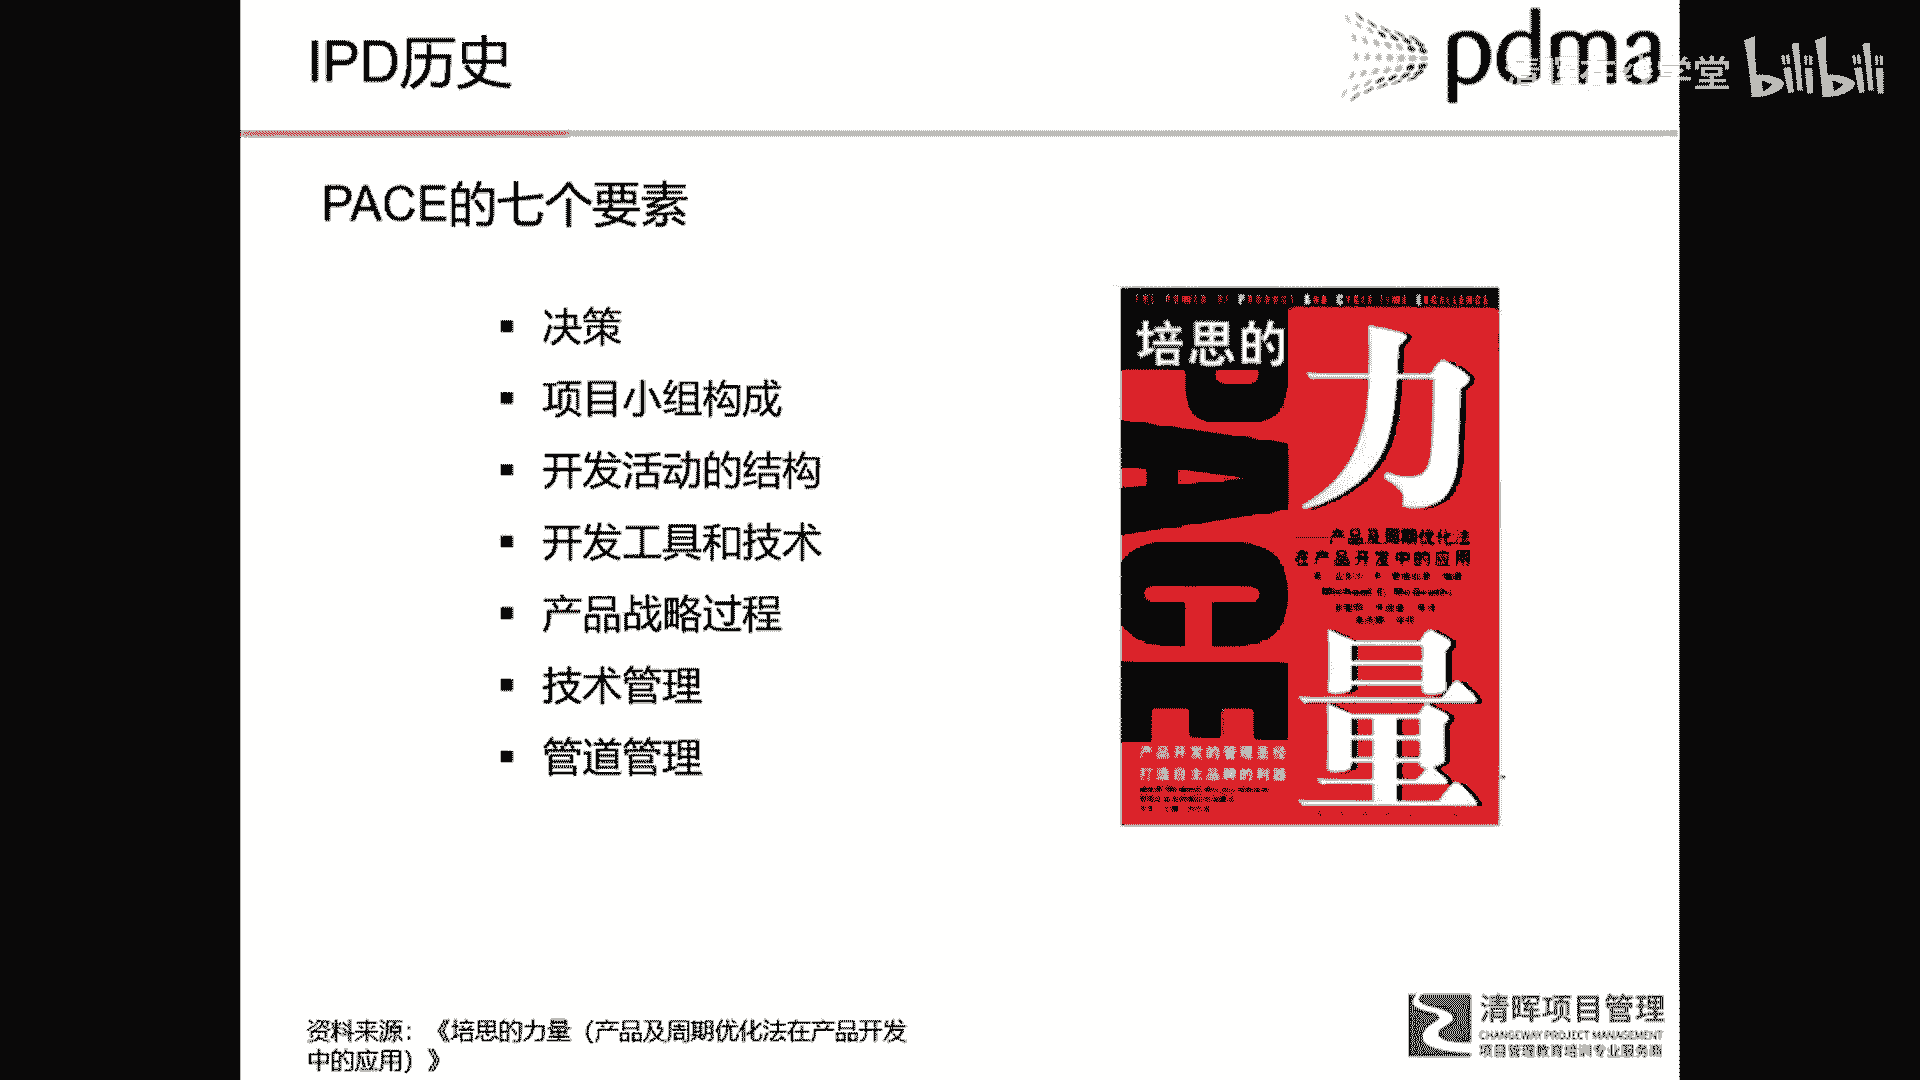 IPD历史
pdma
学堂 bilibili
PACE的七个要素
▪ 决策
▪ 项目小组构成
▪ 开发活动的结构
▪ 开发工具和技术
▪ 产品战略过程
▪ 技术管理
▪ 管道管理
培思的
力量
PACE
产品及周期优化法
在产品开发中的应用
产品开发的管理圣经
打造自主品牌的利器
资料来源：《培思的力量（产品及周期优化法在产品开发
中的应用）》
清晖项目管理
CHANGEWAY PROJECT MANAGEMENT
项目管理教育培训专业服务商